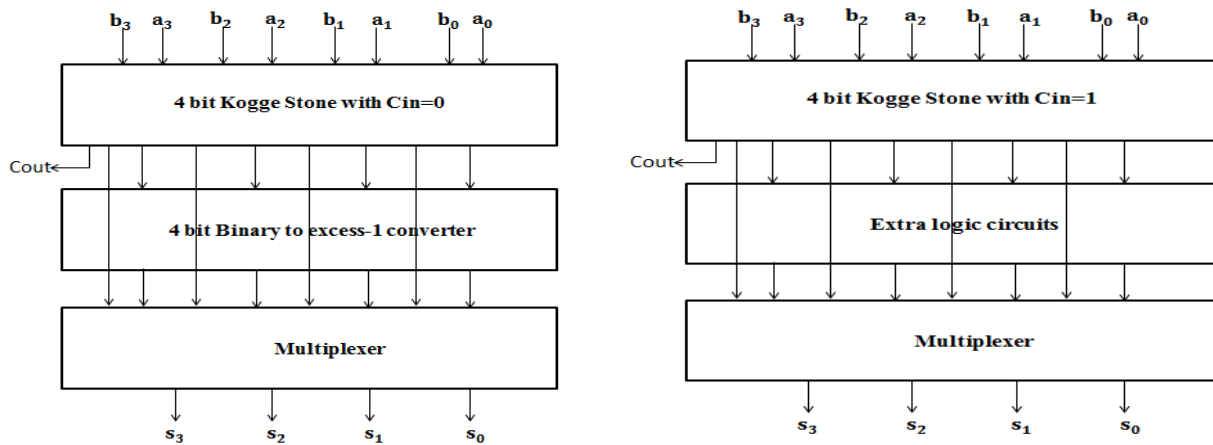 b₃ a₃ b₂ a₂ b₁ a₁ b₀ a₀
4 bit Kogge Stone with Cin=0
Cout
4 bit Binary to excess-1 converter
Multiplexer
s₃ s₂ s₁ s₀
b₃ a₃ b₂ a₂ b₁ a₁ b₀ a₀
4 bit Kogge Stone with Cin=1
Cout
Extra logic circuits
Multiplexer
s₃ s₂ s₁ s₀